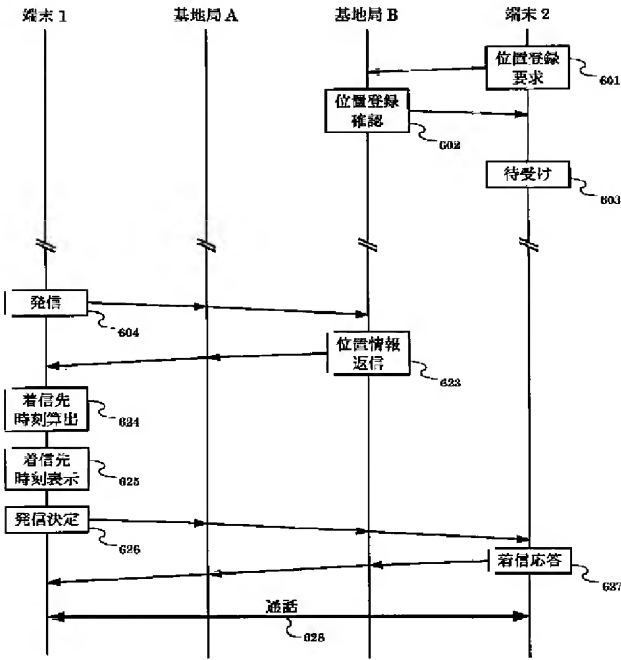 端末 1
基地局 A
基地局 B
端末 2
位置登録
要求
601
位置登録
確認
602
待受け
603
発信
604
位置情報
返信
623
着信先
時刻算出
624
着信先
時刻表示
625
発信決定
626
着信応答
627
通話
628